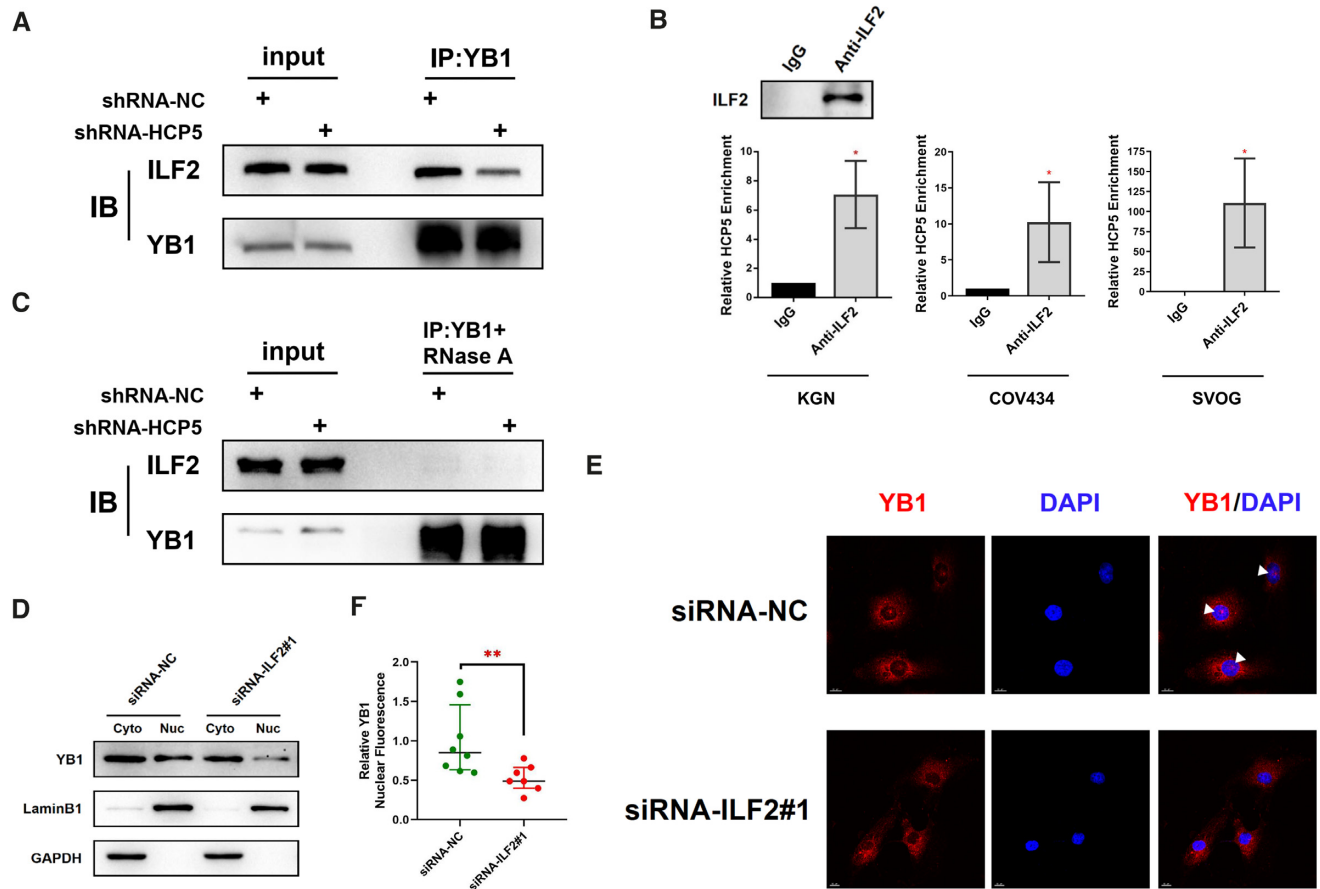 A
input
IP:YB1
shRNA-NC
+
+
shRNA-HCP5
+
+
IB
ILF2
YB1
B
IgG
Anti-ILF2
ILF2
Relative HCP5 Enrichment
10
8
6
4
2
0
IgG
Anti-ILF2
*
KGN
Relative HCP5 Enrichment
20
15
10
5
0
IgG
Anti-ILF2
*
COV434
Relative HCP5 Enrichment
175
150
125
100
75
50
25
0
IgG
Anti-ILF2
*
SVOG
C
input
IP:YB1+
RNase A
shRNA-NC
+
+
shRNA-HCP5
+
+
IB
ILF2
YB1
D
siRNA-NC
siRNA-ILF2#1
Cyto
Nuc
Cyto
Nuc
YB1
LaminB1
GAPDH
F
Relative YB1
Nuclear Fluorescence
2.0
1.5
1.0
0.5
0.0
**
siRNA-NC
siRNA-ILF2#1
E
YB1
DAPI
YB1/DAPI
siRNA-NC
siRNA-ILF2#1